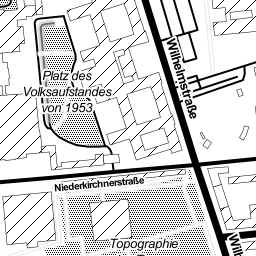 Wilhelmstraße
Platz des
Volksaufstandes
von 1953
Niederkirchnerstraße
Topographie